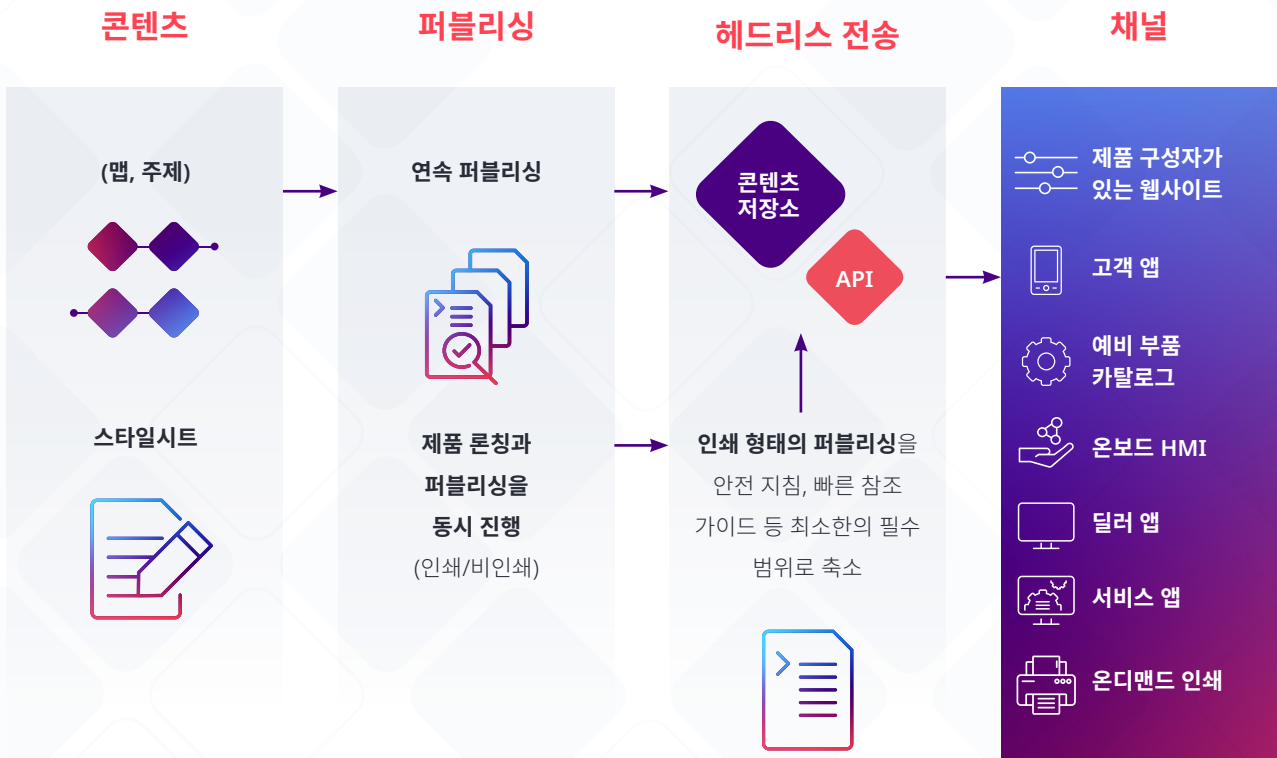 콘텐츠
(맵, 주제)
스타일시트
퍼블리싱
연속 퍼블리싱
제품 론칭과
퍼블리싱을
동시 진행
(인쇄/비인쇄)
헤드리스 전송
콘텐츠
저장소
API
인쇄 형태의 퍼블리싱을
안전 지침, 빠른 참조
가이드 등 최소한의 필수
범위로 축소
채널
제품 구성자가
있는 웹사이트
고객 앱
예비 부품
카탈로그
온보드 HMI
딜러 앱
서비스 앱
온디맨드 인쇄